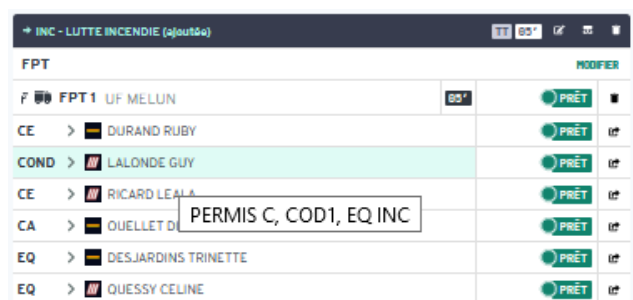 INC - LUTTE INCENDIE (ajoutée) TT 05'
FPT MODIFIER
FPT 1 UF MELUN 05' PRÊT
CE DURAND RUBY PRÊT
COND LALONDE GUY PRÊT
CE RICARD LEALA PRÊT
PERMIS C, COD1, EQ INC
CA OUELLET PRÊT
EQ DESJARDINS TRINETTE PRÊT
EQ QUESSY CELINE PRÊT